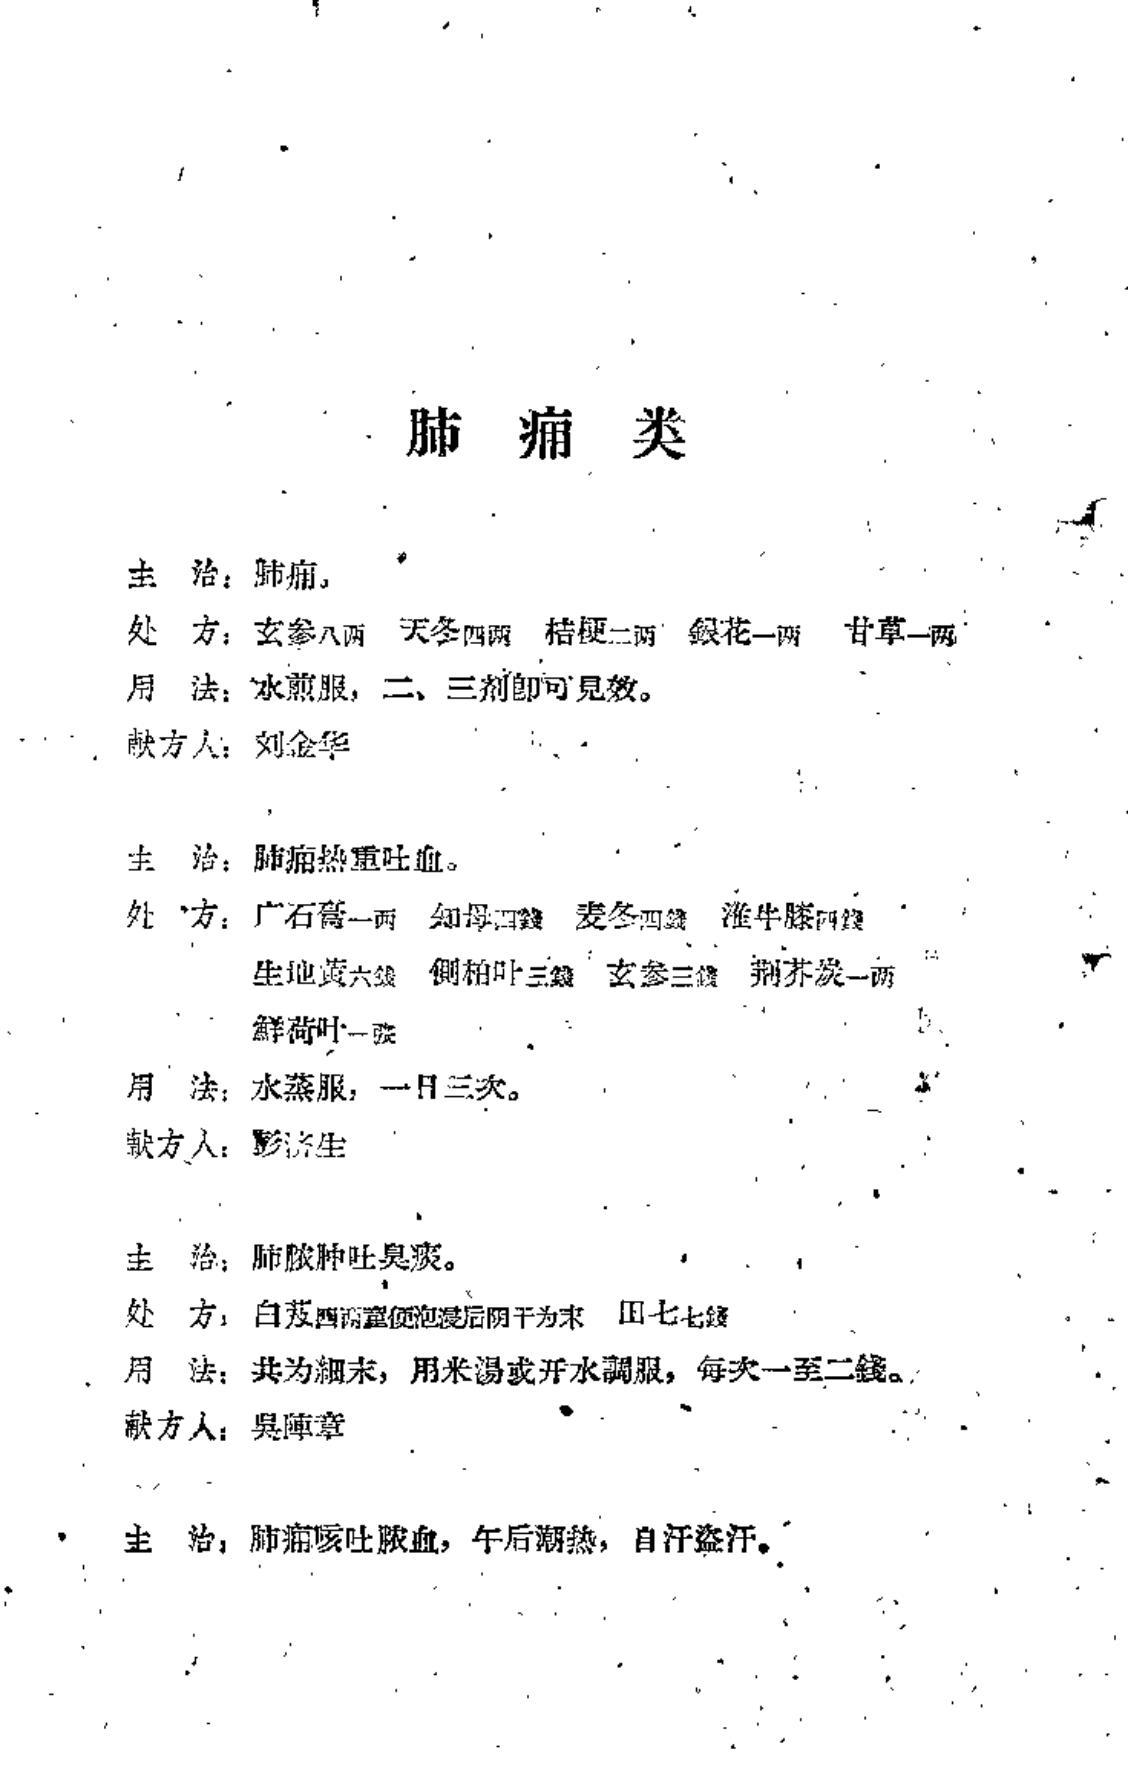 肺痈类
主　治：肺痈。
处　方：玄参八两　天冬四两　桔梗二两　銀花一两　甘草一两
用　法：水煎服，二、三剂即可見效。
献方人：刘金华
主　治：肺痈热重吐血。
处　方：广石膏一两　知母四錢　麦冬四錢　淮牛膝四錢
生地黄六錢　侧柏叶三錢　玄参三錢　荆芥炭一两
鮮荷叶一張
用　法：水蒸服，一日三次。
献方人：彭济生
主　治：肺脓肿吐臭痰。
处　方：白芨四两童便泡浸后阴干为末　田七七錢
用　法：共为細末，用米湯或开水調服，每次一至二錢。
献方人：吳陣章
主　治：肺痈咳吐脓血，午后潮热，自汗盜汗。